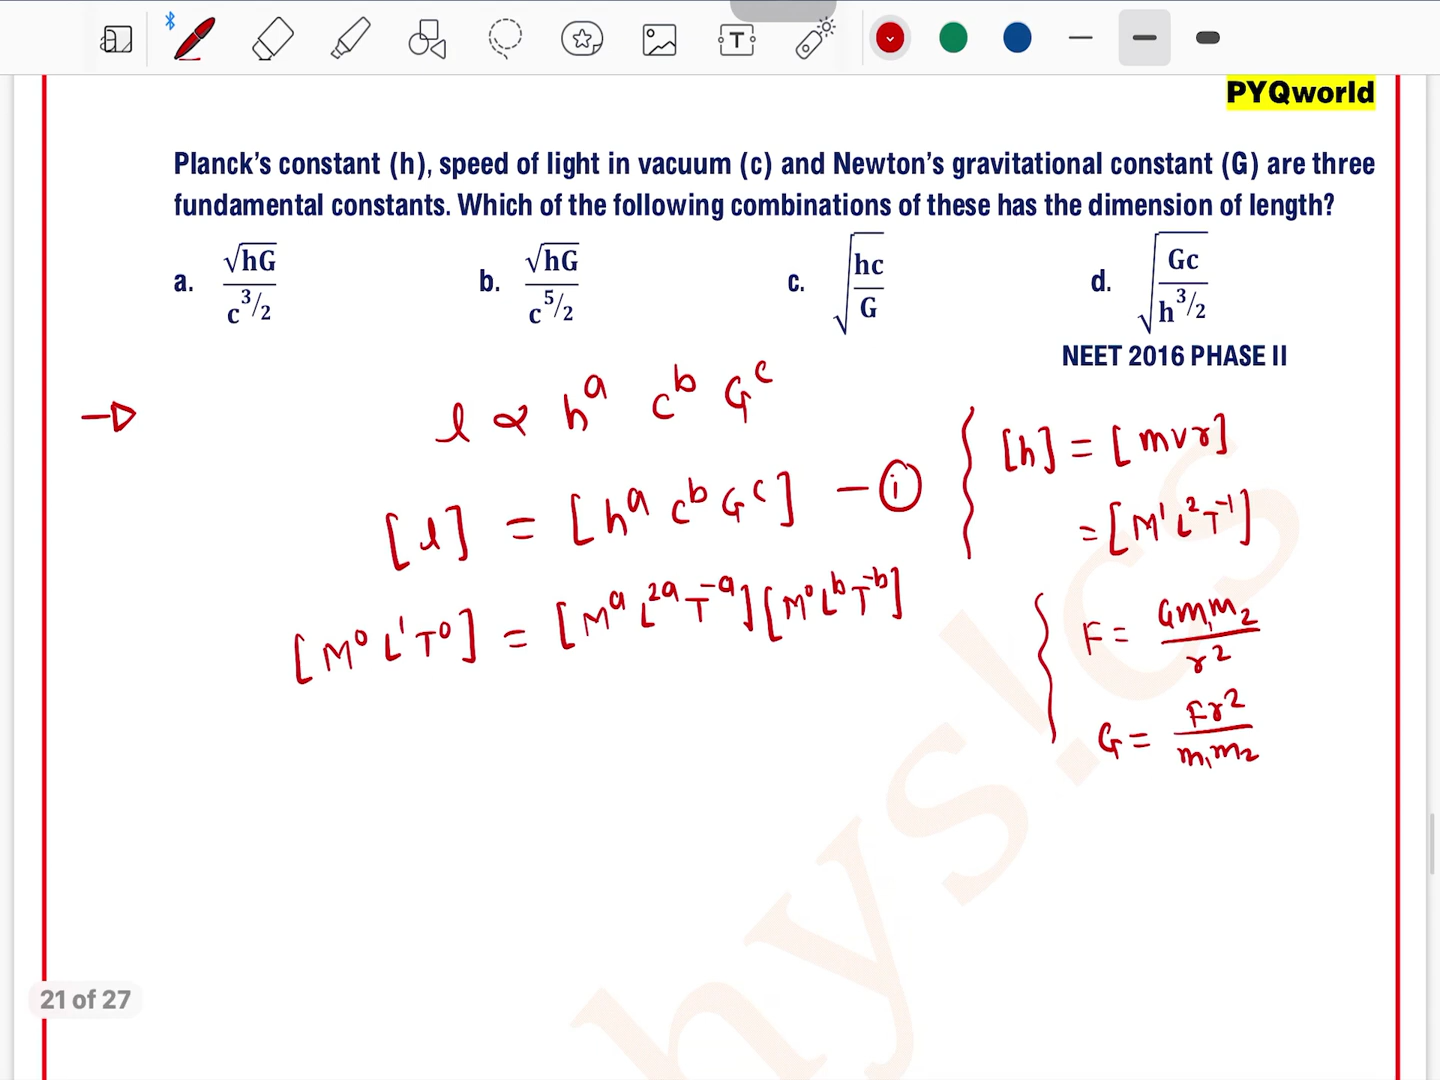 PYQworld
Planck's constant (h), speed of light in vacuum (c) and Newton's gravitational constant (G) are three
fundamental constants. Which of the following combinations of these has the dimension of length?
a. √hG / c^3/2
b. √hG / c^5/2
c. √(hc / G)
d. √(Gc / h^3/2)
NEET 2016 PHASE II
l ∝ h^a c^b G^c
[l] = [h^a c^b G^c] – (i)
[h] = [mvr]
= [M^1 L^2 T^-1]
[M^0 L^1 T^0] = [M^a L^2a T^-a] [M^0 L^b T^-b]
F = Gm₁m₂ / r^2
G = Fr^2 / m₁m₂
hys!cs
21 of 27